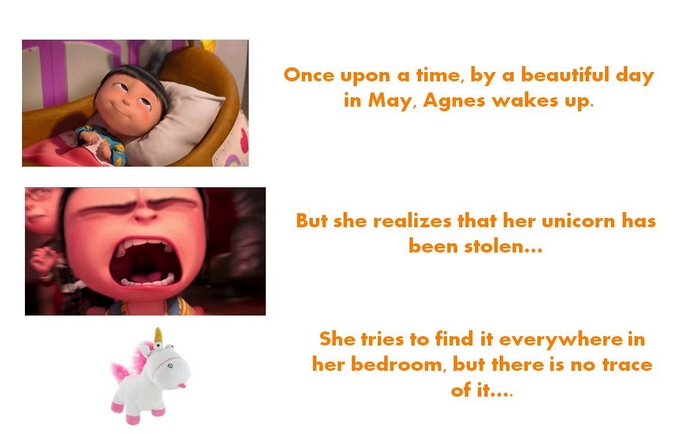 Once upon a time, by a beautiful day
in May, Agnes wakes up.
But she realizes that her unicorn has
been stolen...
She tries to find it everywhere in
her bedroom, but there is no trace
of it....